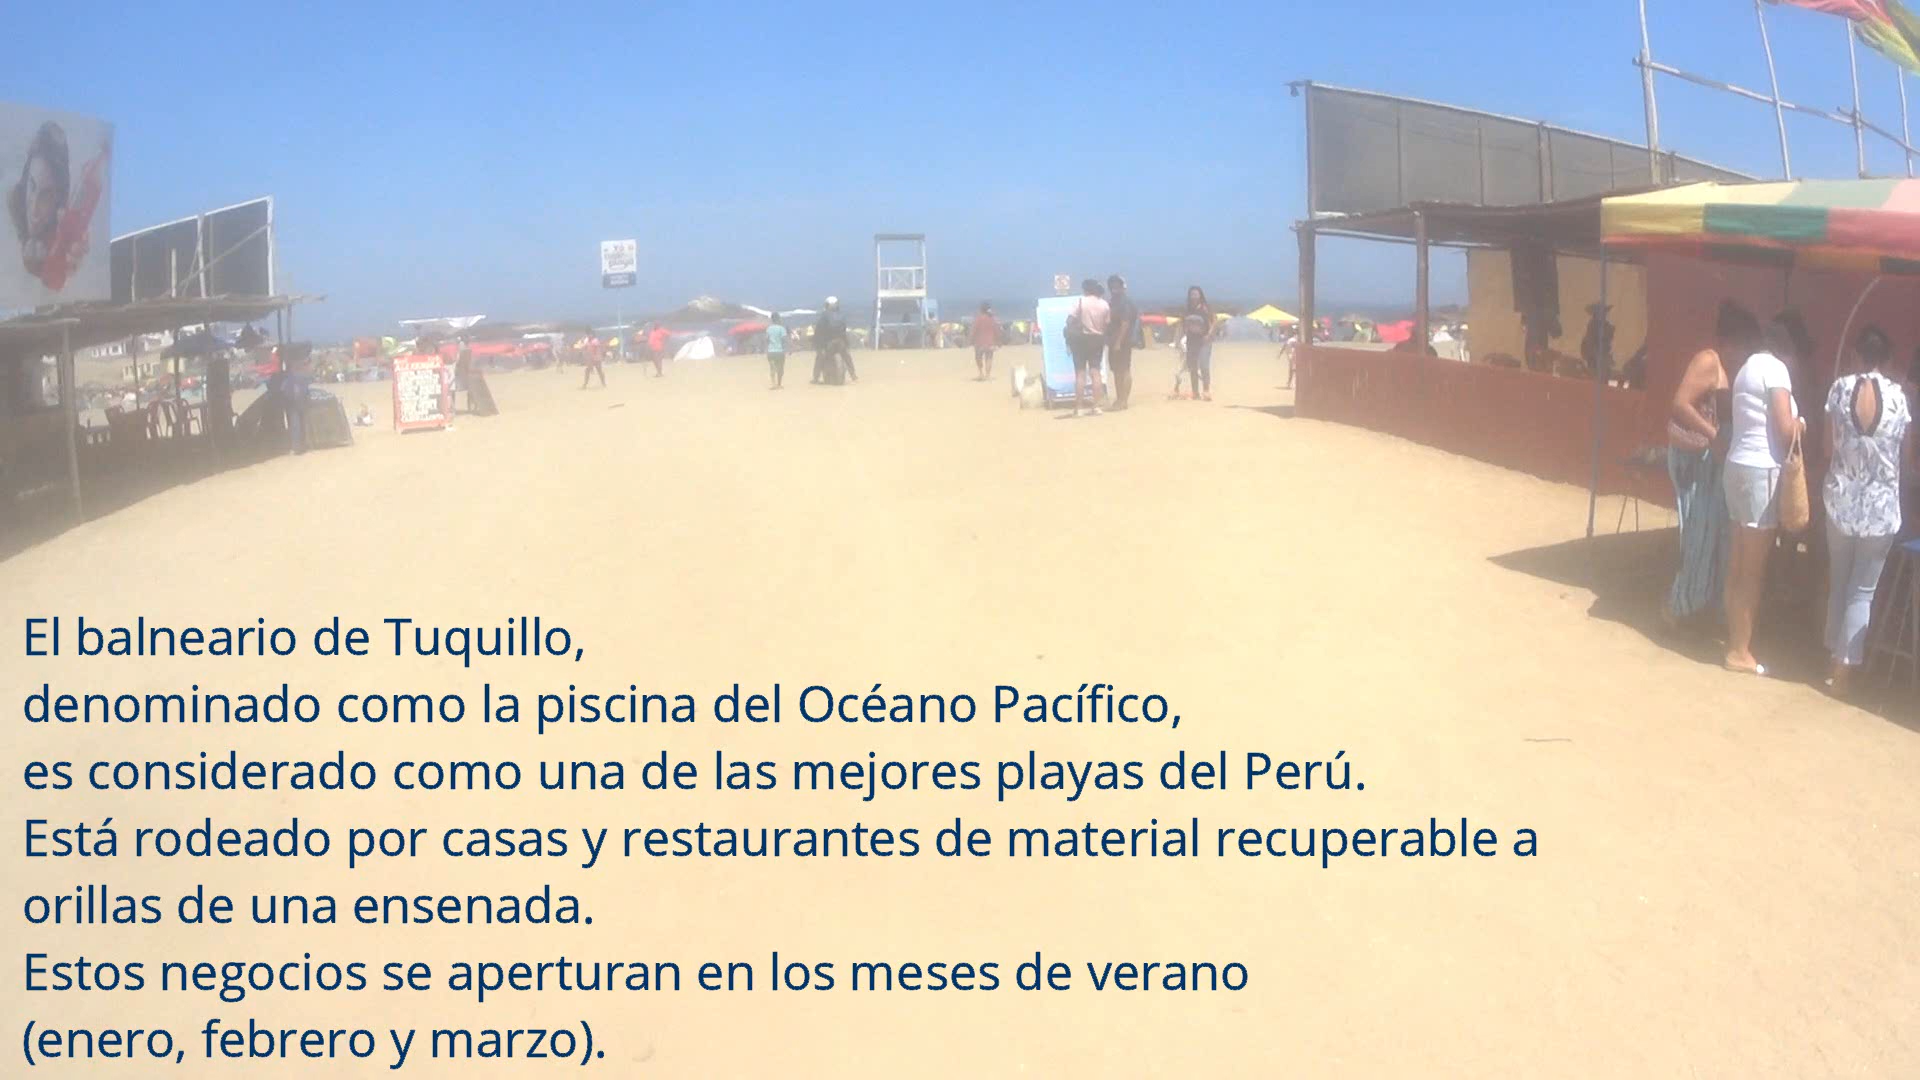 El balneario de Tuquillo,
denominado como la piscina del Océano Pacífico,
es considerado como una de las mejores playas del Perú.
Está rodeado por casas y restaurantes de material recuperable a
orillas de una ensenada.
Estos negocios se aperturan en los meses de verano
(enero, febrero y marzo).